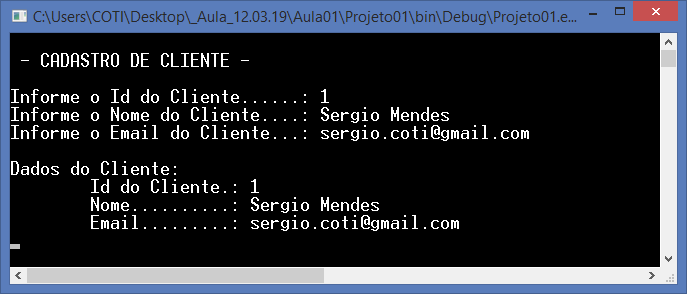 C:\Users\COTI\Desktop\_Aula_12.03.19\Aula01\Projeto01\bin\Debug\Projeto01.e...
- CADASTRO DE CLIENTE -
Informe o Id do Cliente......: 1
Informe o Nome do Cliente....: Sergio Mendes
Informe o Email do Cliente...: sergio.coti@gmail.com
Dados do Cliente:
Id do Cliente.: 1
Nome..........: Sergio Mendes
Email.........: sergio.coti@gmail.com